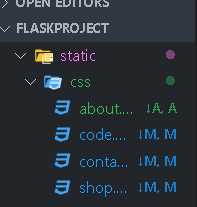 OPEN EDITORS
FLASKPROJECT
static
css
about.... ↓A, A
code.... ↓M, M
conta... ↓M, M
shop.... ↓M, M